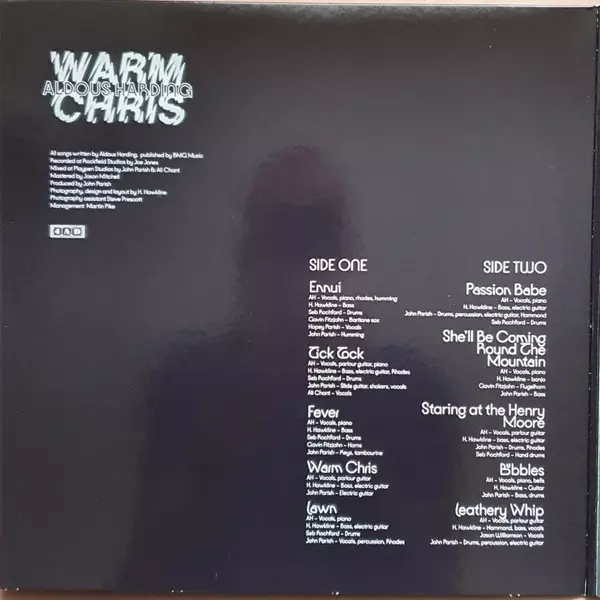 WARM
ALDOUS HARDING
CHRIS
All songs written by Aldous Harding, published by BMG Music
Recorded at Rockfield Studios by Joe Jones
Mixed at Playpen Studios by John Parish & Ali Chant
Mastered by Jason Mitchell
Produced by John Parish
Photography, design and layout by H. Hawkline
Photography assistant Steve Prescott
Management Martin Pike
4AD
SIDE ONE
Ennui
AH – Vocals, piano, rhodes, humming
H. Hawkline – Bass
Seb Rochford – Drums
Gavin Fitzjohn – Baritone sax
Hopey Parish – Vocals
John Parish – Humming
Tick Tock
AH – Vocals, parlour guitar, piano
H. Hawkline – Bass, electric guitar, Rhodes
Seb Rochford – Drums
John Parish – Slide guitar, shakers, vocals
Ali Chant – Vocals
Fever
AH – Vocals, piano
H. Hawkline – Bass
Seb Rochford – Drums
Gavin Fitzjohn – Horns
John Parish – Keys, tambourine
Warm Chris
AH – Vocals, parlour guitar
H. Hawkline – Bass, electric guitar
John Parish – Electric guitar
Lawn
AH – Vocals, piano
H. Hawkline – Bass, electric guitar
Seb Rochford – Drums
John Parish – Vocals, percussion, Rhodes
SIDE TWO
Passion Babe
AH – Vocals, piano
H. Hawkline – Bass, electric guitar
John Parish – Drums, percussion, electric guitar, Hammond
Seb Rochford – Drums
She'll Be Coming
Round The
Mountain
AH – Vocals, piano
H. Hawkline – banjo
Gavin Fitzjohn – Flugelhorn
John Parish – Bass
Staring at the Henry
Moore
AH – Vocals, parlour guitar
H. Hawkline – bass, electric guitar
John Parish – Drums, Rhodes
Seb Rochford – Hand drums
Bubbles
AH – Vocals, piano, bells
H. Hawkline – Guitar
John Parish – Bass, drums
Leathery Whip
AH – Vocals, parlour guitar
H. Hawkline – Hammond, bass, vocals
Jason Williamson – Vocals
John Parish – Drums, percussion, electric guitar